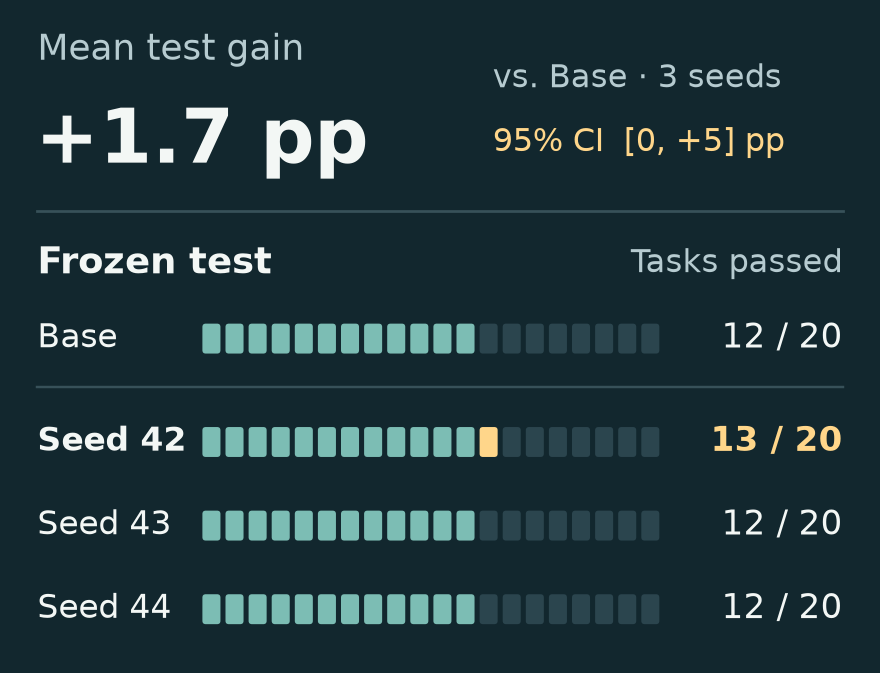 Mean test gain
+1.7 pp
vs. Base · 3 seeds
95% CI [0, +5] pp
Frozen test
Tasks passed
Base 12 / 20
Seed 42 13 / 20
Seed 43 12 / 20
Seed 44 12 / 20